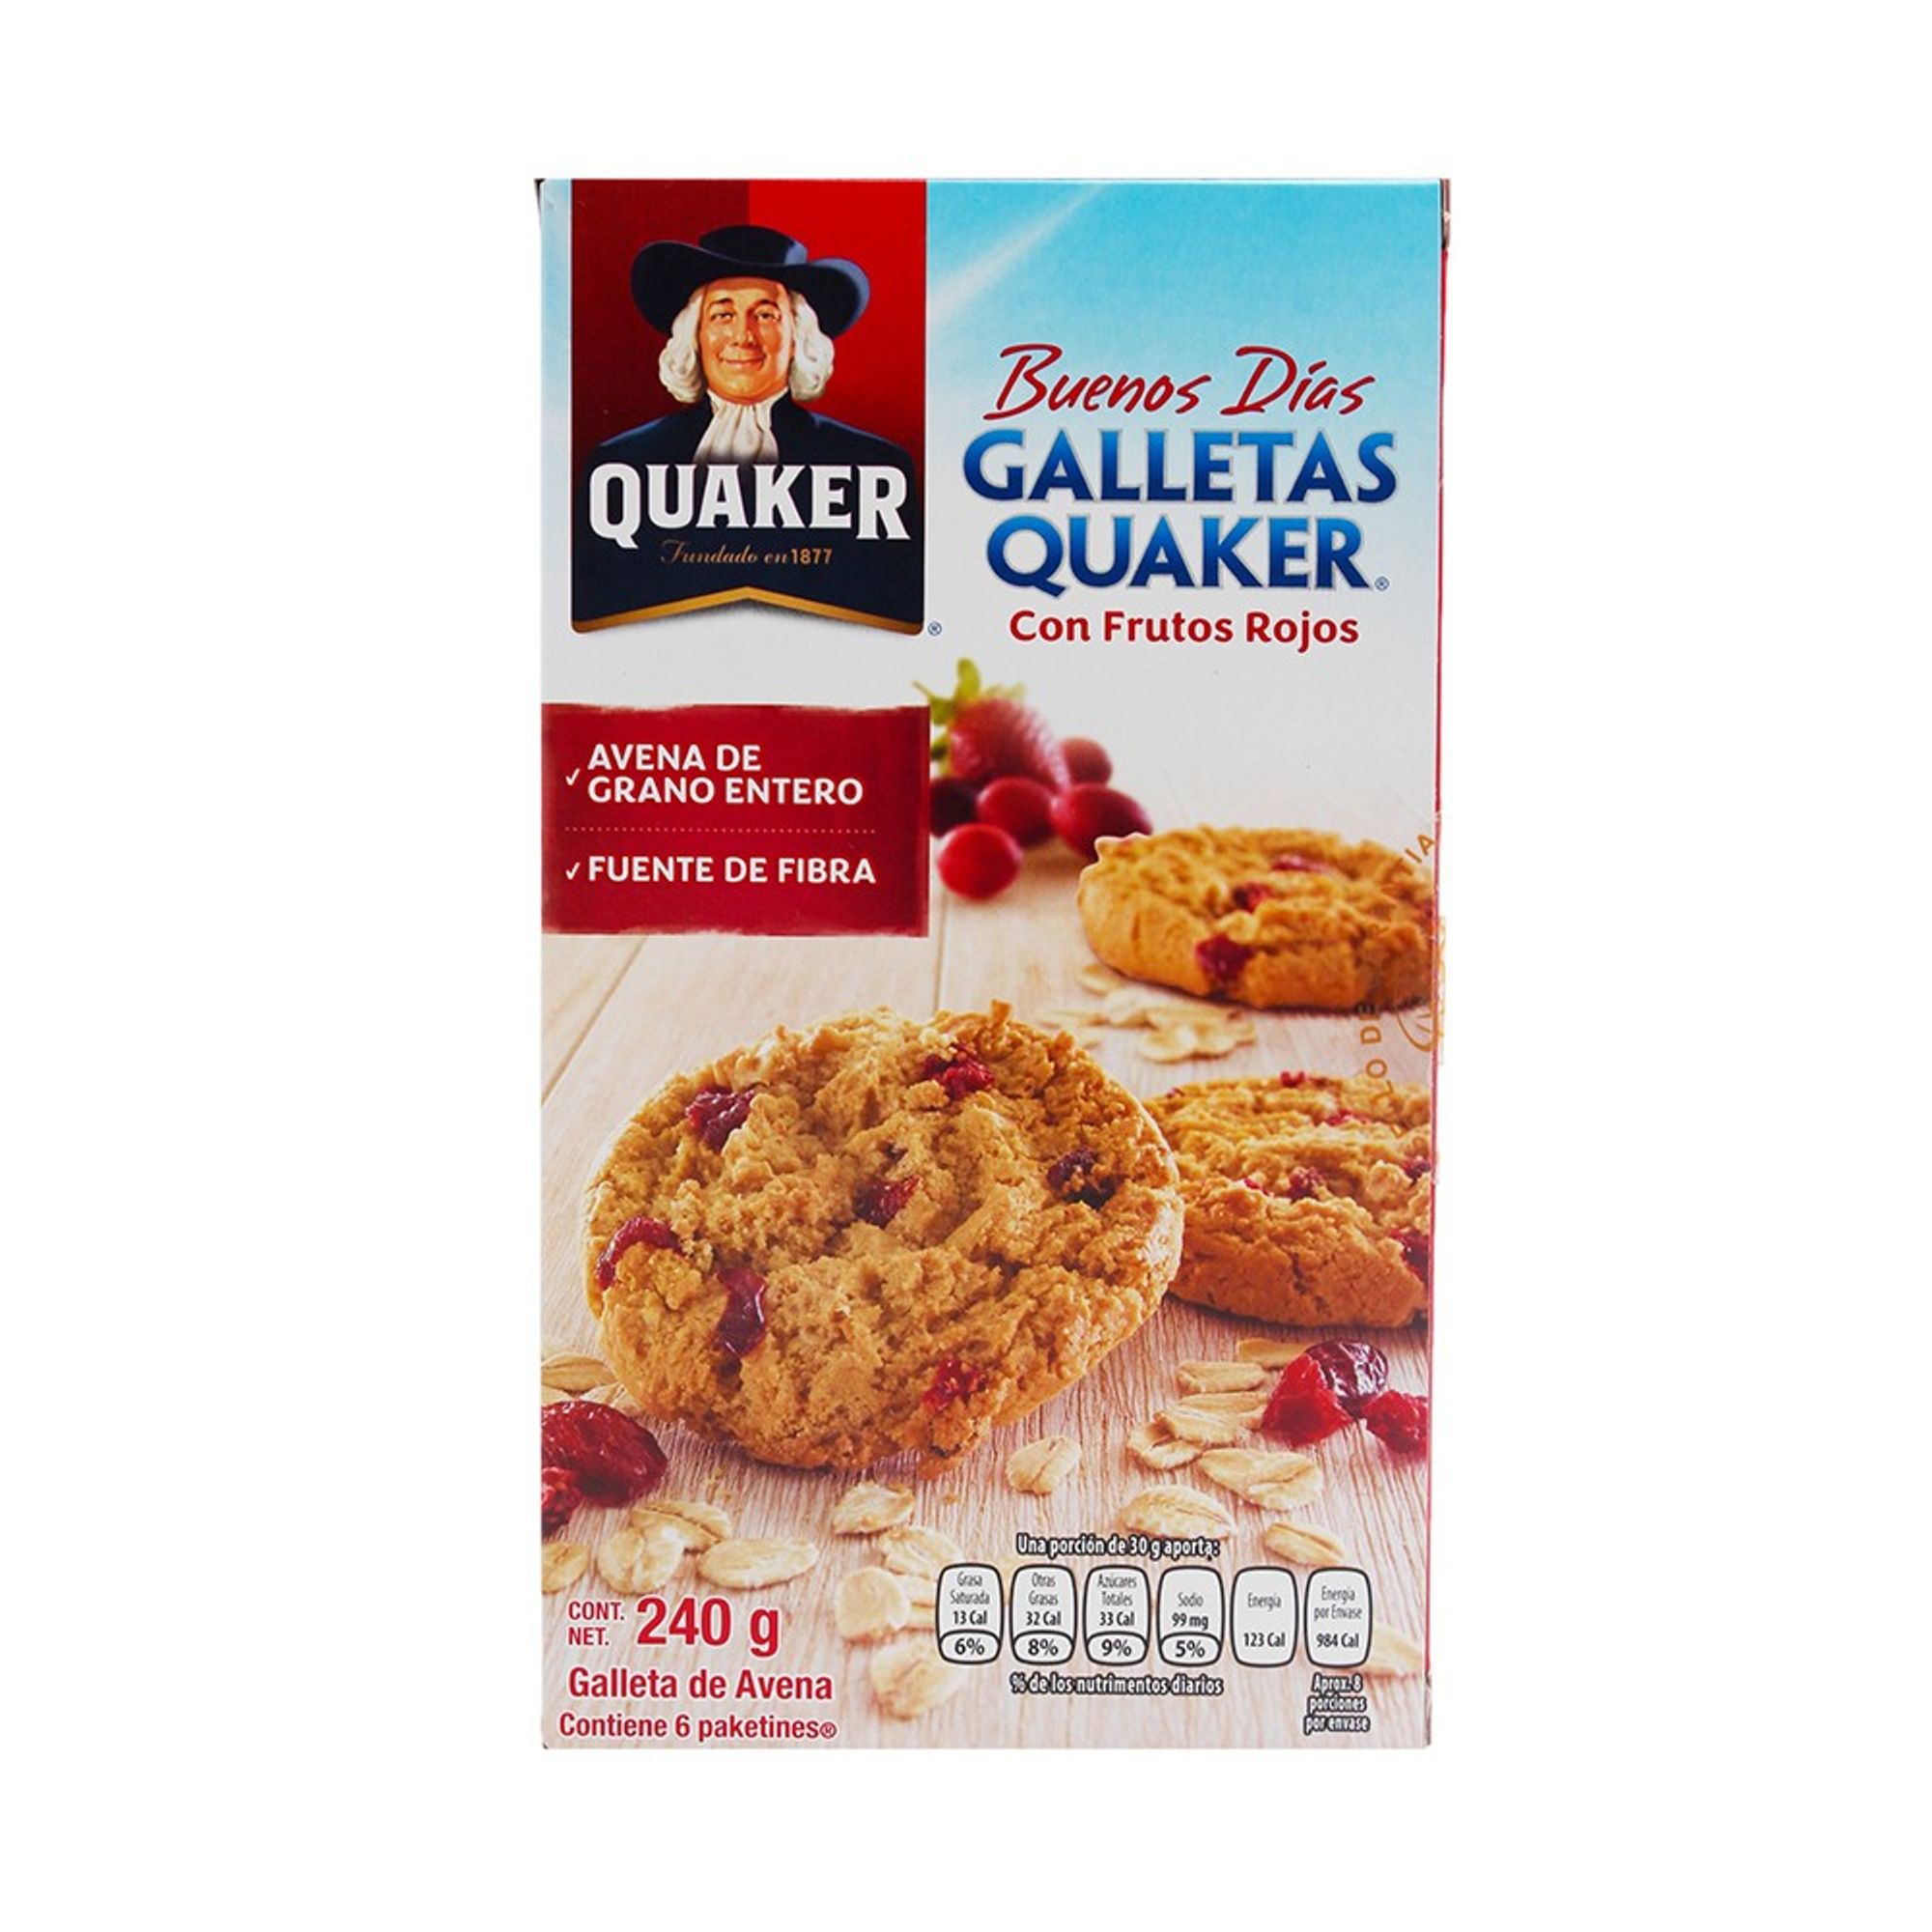 QUAKER
Fundado en 1877
®
Buenos Días
GALLETAS
QUAKER®
Con Frutos Rojos
✓ AVENA DE
GRANO ENTERO
✓ FUENTE DE FIBRA
CONT.
NET. 240 g
Galleta de Avena
Contiene 6 paketines®
Una porción de 30 g aporta:
Grasa
Saturada
13 Cal
6%
Otras
Grasas
32 Cal
8%
Azúcares
Totales
33 Cal
9%
Sodio
99 mg
5%
Energía
123 Cal
Energía
por Envase
984 Cal
% de los nutrimentos diarios
Aprox. 8
porciones
por envase